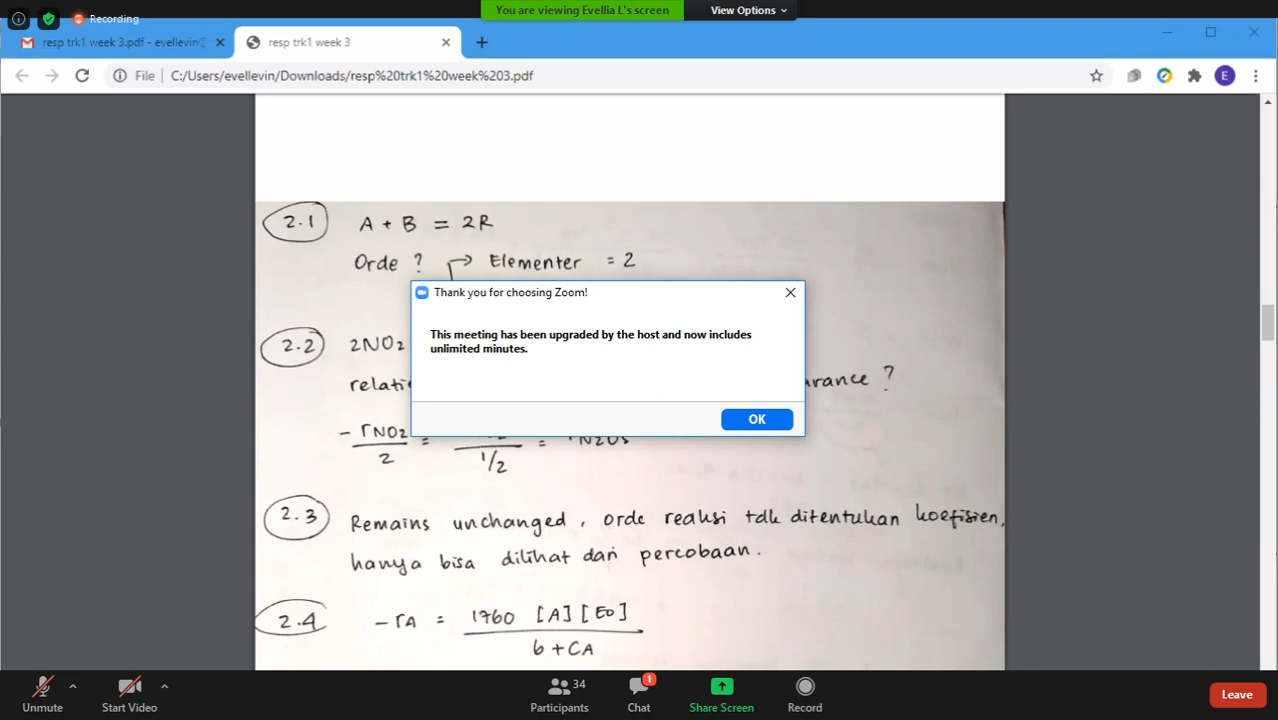 Recording
You are viewing Evellia L's screen
View Options
resp trk1 week 3.pdf - evellevin@
resp trk1 week 3
File
C:/Users/evellevin/Downloads/resp%20trk1%20week%203.pdf
E
2.1 A + B = 2R
Orde ? → Elementer = 2
Thank you for choosing Zoom!
This meeting has been upgraded by the host and now includes
unlimited minutes.
OK
2.2 2NO2
relati
?
- rNO2 / 2 = 1/2 = rN2O5
2.3 Remains unchanged, orde reaksi tdk ditentukan koefisien,
hanya bisa dilihat dari percobaan.
2.4 -rA = 1760 [A][E0]
6 + CA
Unmute
Start Video
34
Participants
1
Chat
Share Screen
Record
Leave